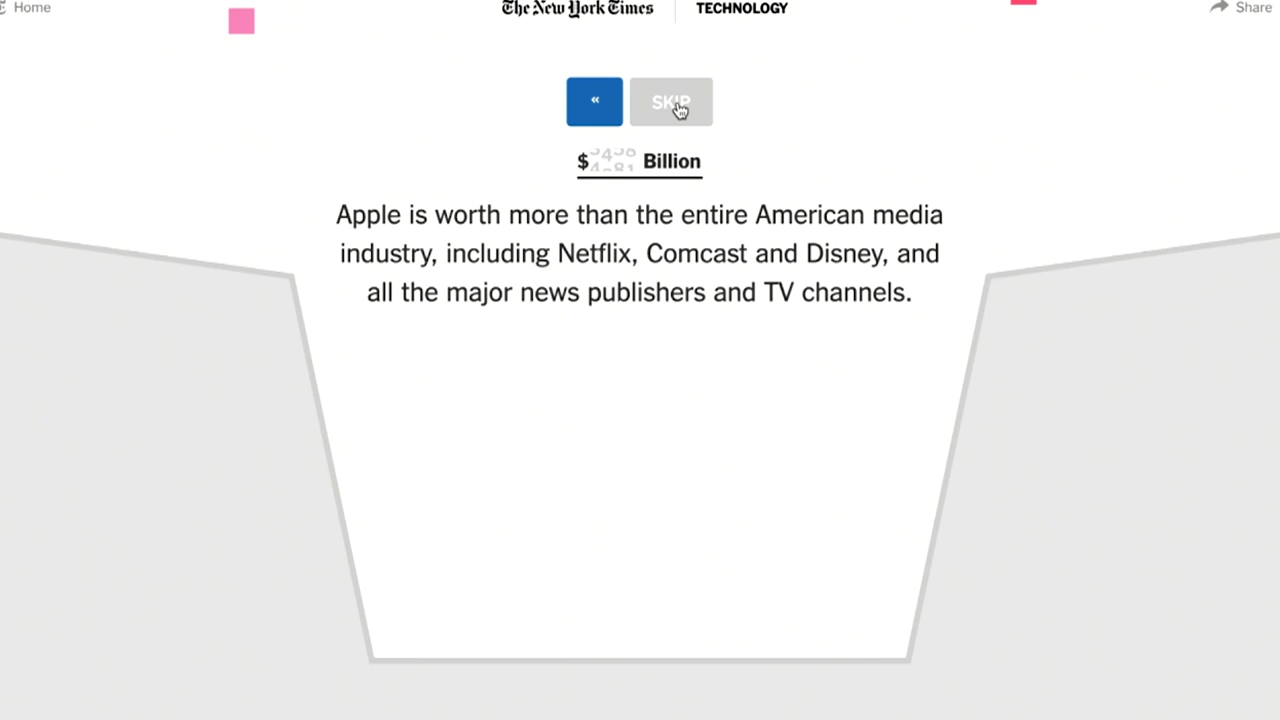 Home
The New York Times
TECHNOLOGY
Share
«
SKIP
$ Billion
Apple is worth more than the entire American media
industry, including Netflix, Comcast and Disney, and
all the major news publishers and TV channels.